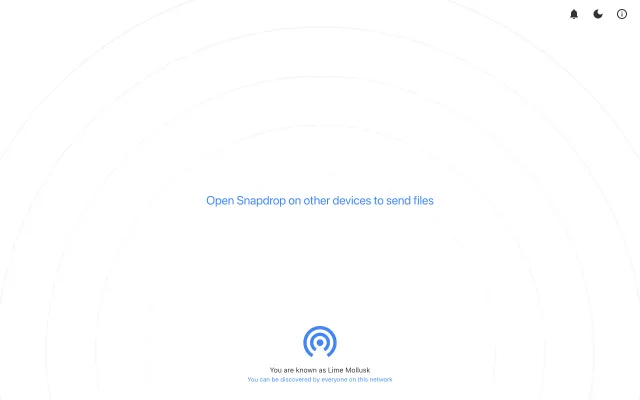 Open Snapdrop on other devices to send files
You are known as Lime Mollusk
You can be discovered by everyone on this network